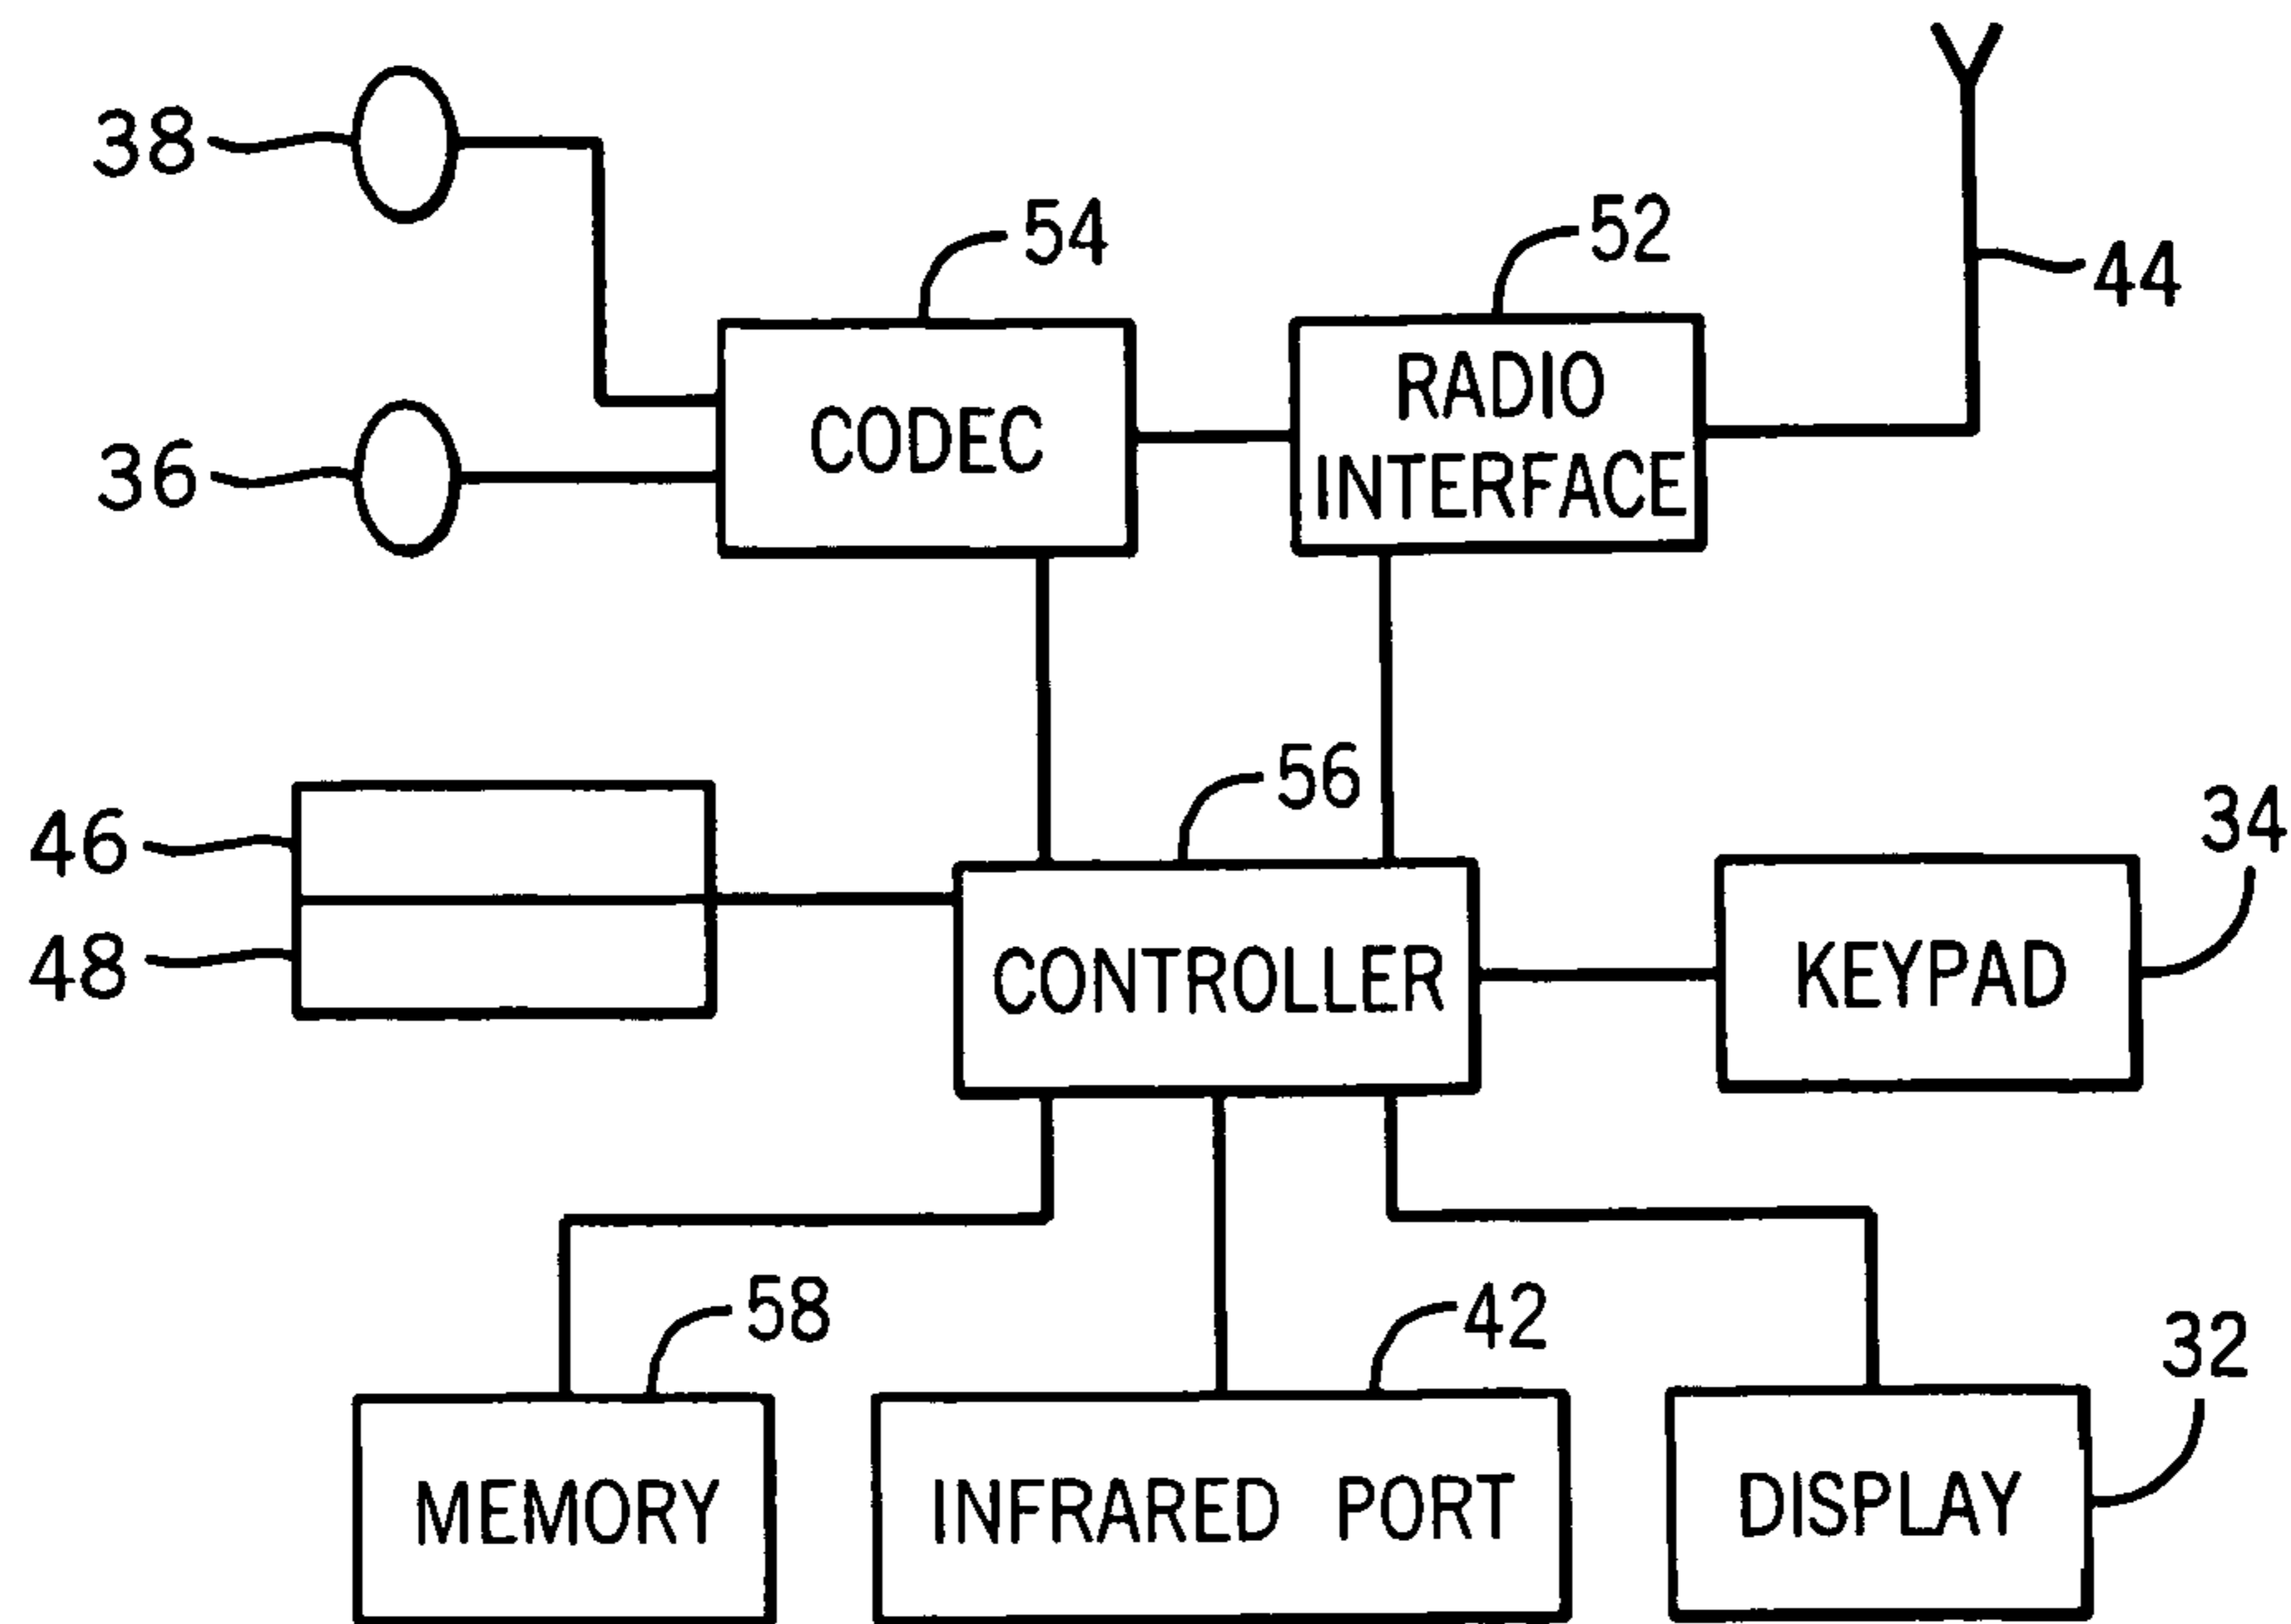 38
54
52
44
RADIO
CODEC
INTERFACE
36
56
34
46
48
CONTROLLER
KEYPAD
58
42
32
MEMORY
INFRARED PORT
DISPLAY